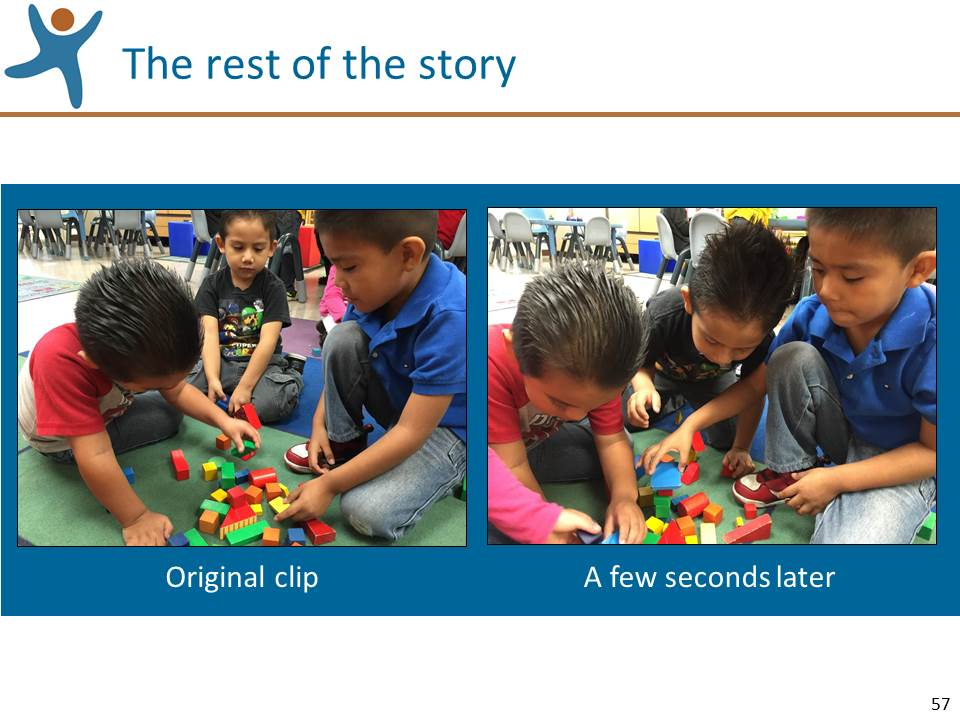 The rest of the story
Original clip
A few seconds later
57